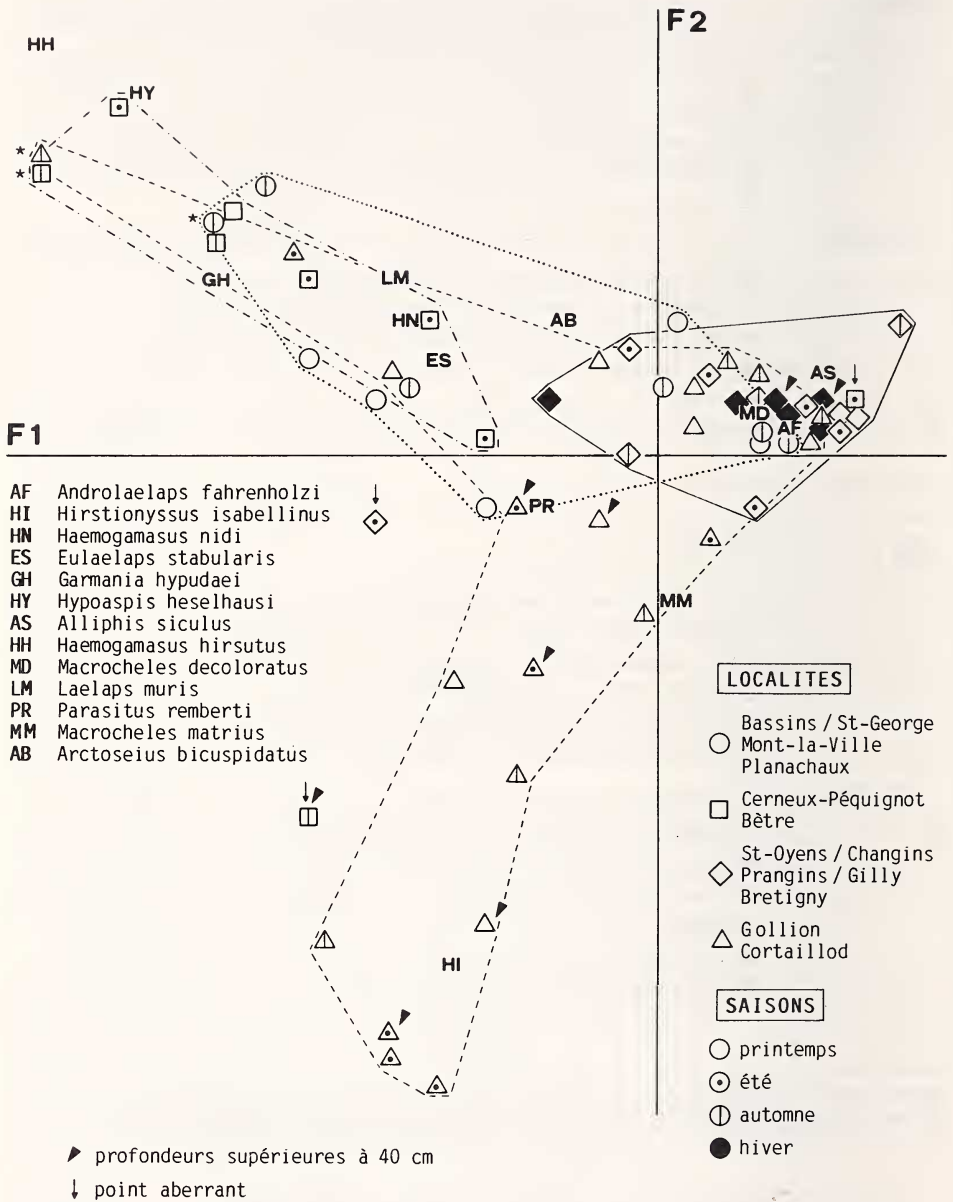 F2
HH
-HY
*
*
*
GH
LM
HN
AB
ES
AS
MD
AF
F1
PR
AF Androlaelaps fahrenholzi
HI Hirstionyssus isabellinus
HN Haemogamasus nidi
ES Eulaelaps stabularis
GH Garmania hypudaei
HY Hypoaspis heselhausi
AS Alliphis siculus
HH Haemogamasus hirsutus
MD Macrocheles decoloratus
LM Laelaps muris
PR Parasitus remberti
MM Macrocheles matrius
AB Arctoseius bicuspidatus
MM
HI
LOCALITES
Bassins / St-George
Mont-la-Ville
Planachaux
Cerneux-Péquignot
Bètre
St-Oyens / Changins
Prangins / Gilly
Bretigny
Gollion
Cortaillod
SAISONS
printemps
été
automne
hiver
profondeurs supérieures à 40 cm
point aberrant